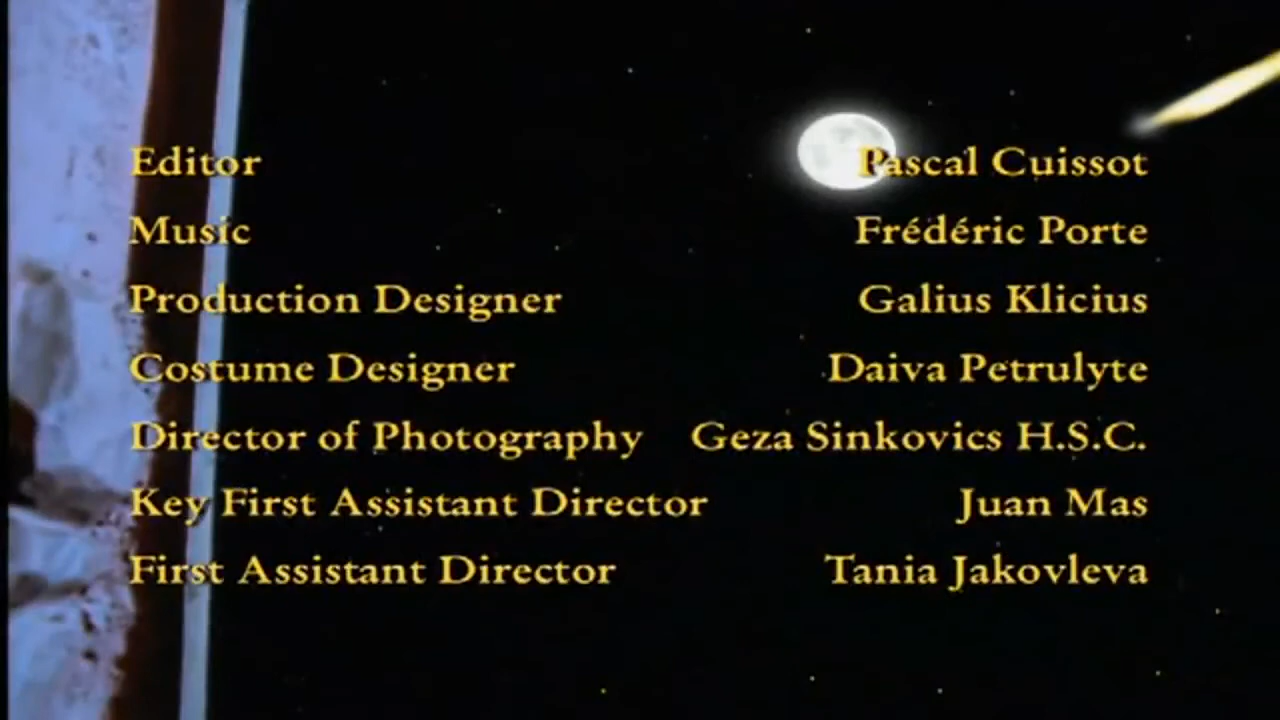 Editor Pascal Cuissot
Music Frédéric Porte
Production Designer Galius Klicius
Costume Designer Daiva Petrulyte
Director of Photography Geza Sinkovics H.S.C.
Key First Assistant Director Juan Mas
First Assistant Director Tania Jakovleva